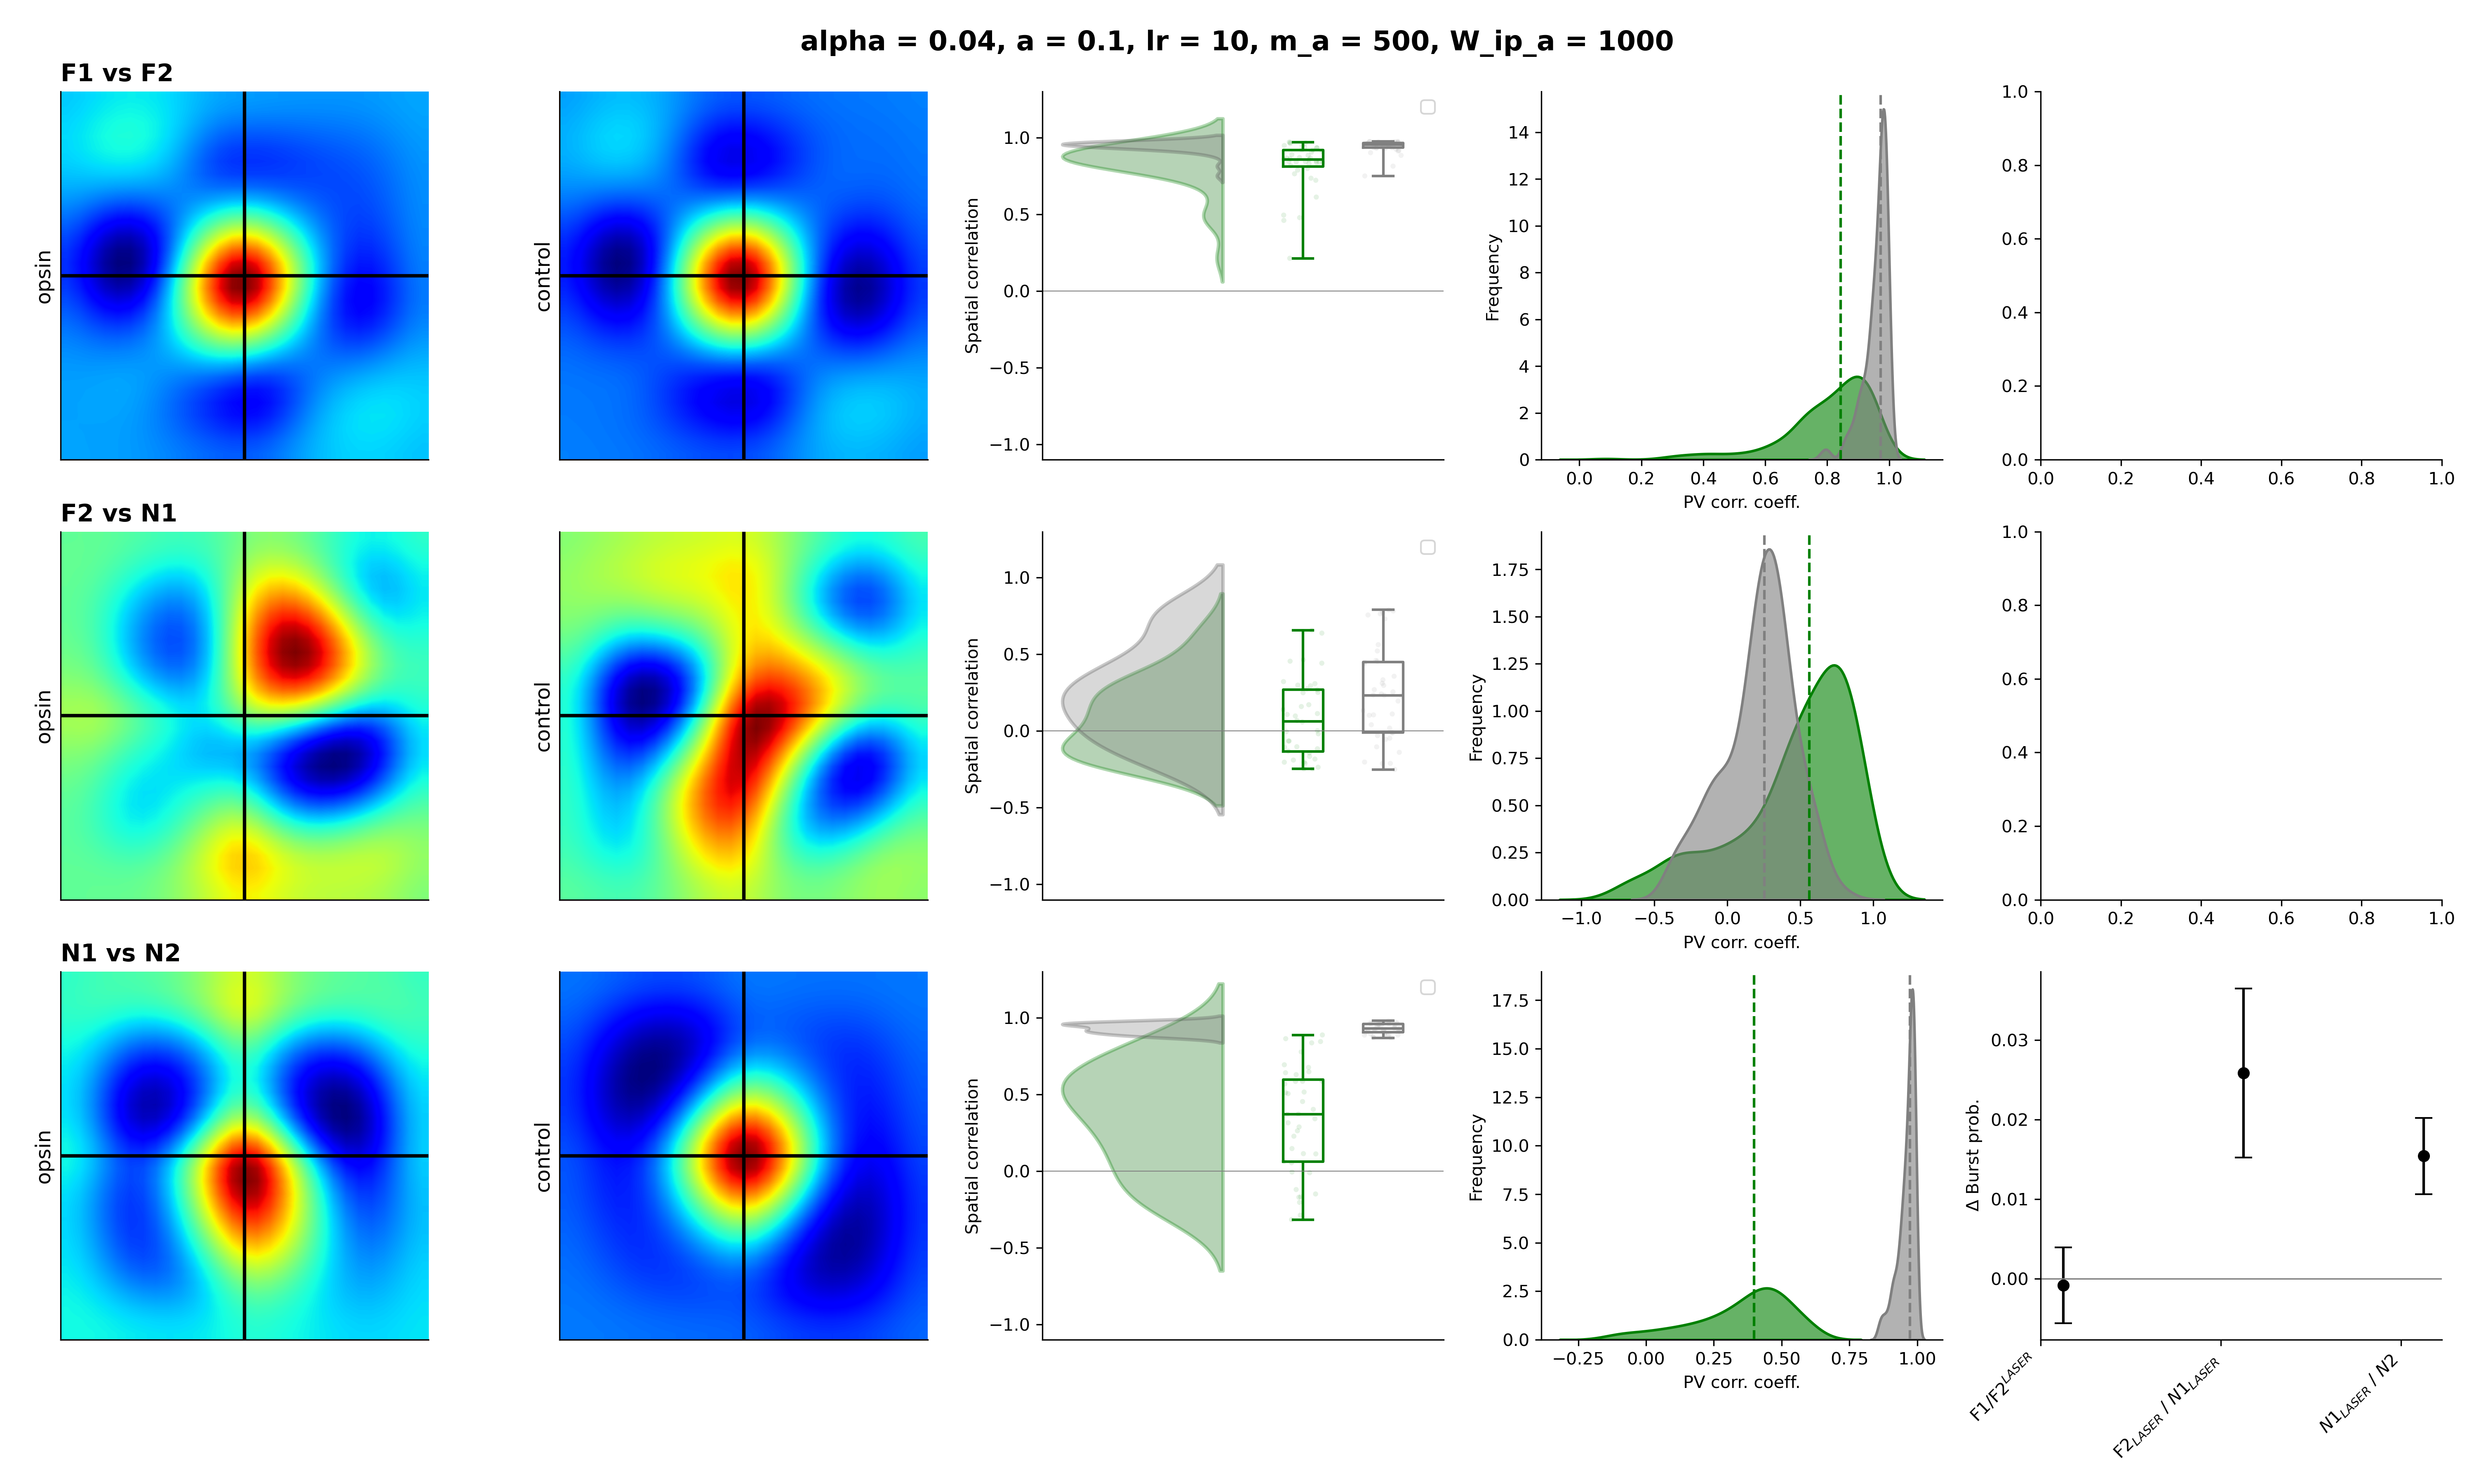 alpha = 0.04, a = 0.1, lr = 10, m_a = 500, W_ip_a = 1000
F1 vs F2
opsin
control
Spatial correlation
1.0
0.5
0.0
−0.5
−1.0
Frequency
14
12
10
8
6
4
2
0
0.0 0.2 0.4 0.6 0.8 1.0
PV corr. coeff.
1.0
0.8
0.6
0.4
0.2
0.0
0.0 0.2 0.4 0.6 0.8 1.0
F2 vs N1
opsin
control
Spatial correlation
1.0
0.5
0.0
−0.5
−1.0
Frequency
1.75
1.50
1.25
1.00
0.75
0.50
0.25
0.00
−1.0 −0.5 0.0 0.5 1.0
PV corr. coeff.
1.0
0.8
0.6
0.4
0.2
0.0
0.0 0.2 0.4 0.6 0.8 1.0
N1 vs N2
opsin
control
Spatial correlation
1.0
0.5
0.0
−0.5
−1.0
Frequency
17.5
15.0
12.5
10.0
7.5
5.0
2.5
0.0
−0.25 0.00 0.25 0.50 0.75 1.00
PV corr. coeff.
Δ Burst prob.
0.03
0.02
0.01
0.00
F1/F2^LASER
F2_LASER / N1_LASER
N1_LASER / N2